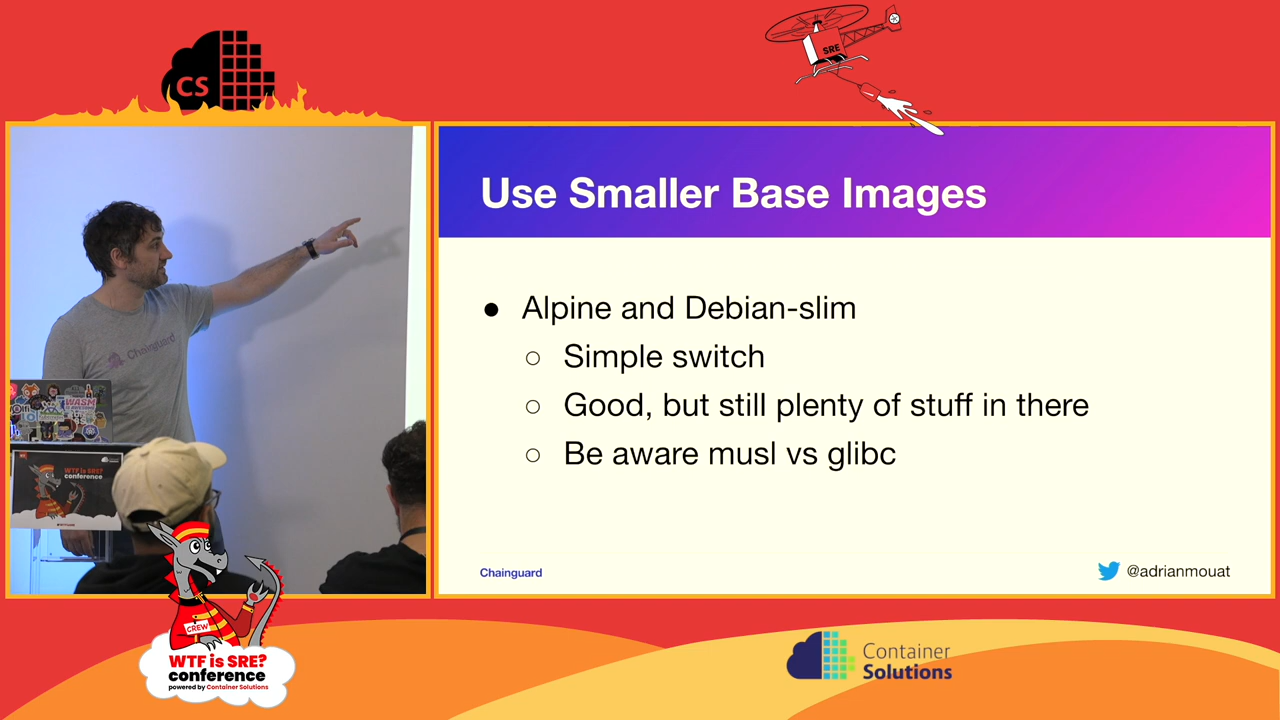 CS
SRE
Use Smaller Base Images
● Alpine and Debian-slim
○ Simple switch
○ Good, but still plenty of stuff in there
○ Be aware musl vs glibc
Chainguard
@adrianmouat
Chainguard
WASM
WTF is SRE?
conference
CREW
WTF is SRE?
conference
powered by Container Solutions
Container
Solutions